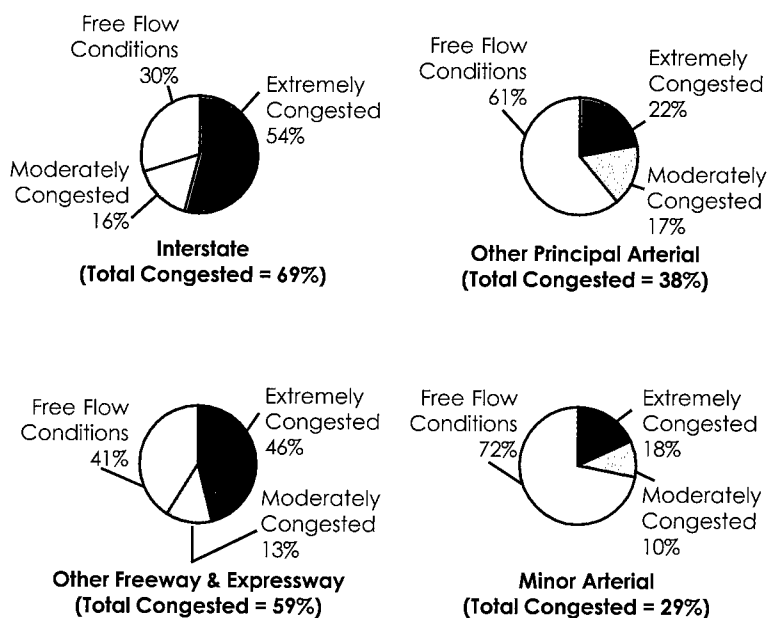 Free Flow
Conditions
30%
Extremely
Congested
54%
Moderately
Congested
16%
Interstate
(Total Congested = 69%)
Free Flow
Conditions
61%
Extremely
Congested
22%
Moderately
Congested
17%
Other Principal Arterial
(Total Congested = 38%)
Free Flow
Conditions
41%
Extremely
Congested
46%
Moderately
Congested
13%
Other Freeway & Expressway
(Total Congested = 59%)
Free Flow
Conditions
72%
Extremely
Congested
18%
Moderately
Congested
10%
Minor Arterial
(Total Congested = 29%)